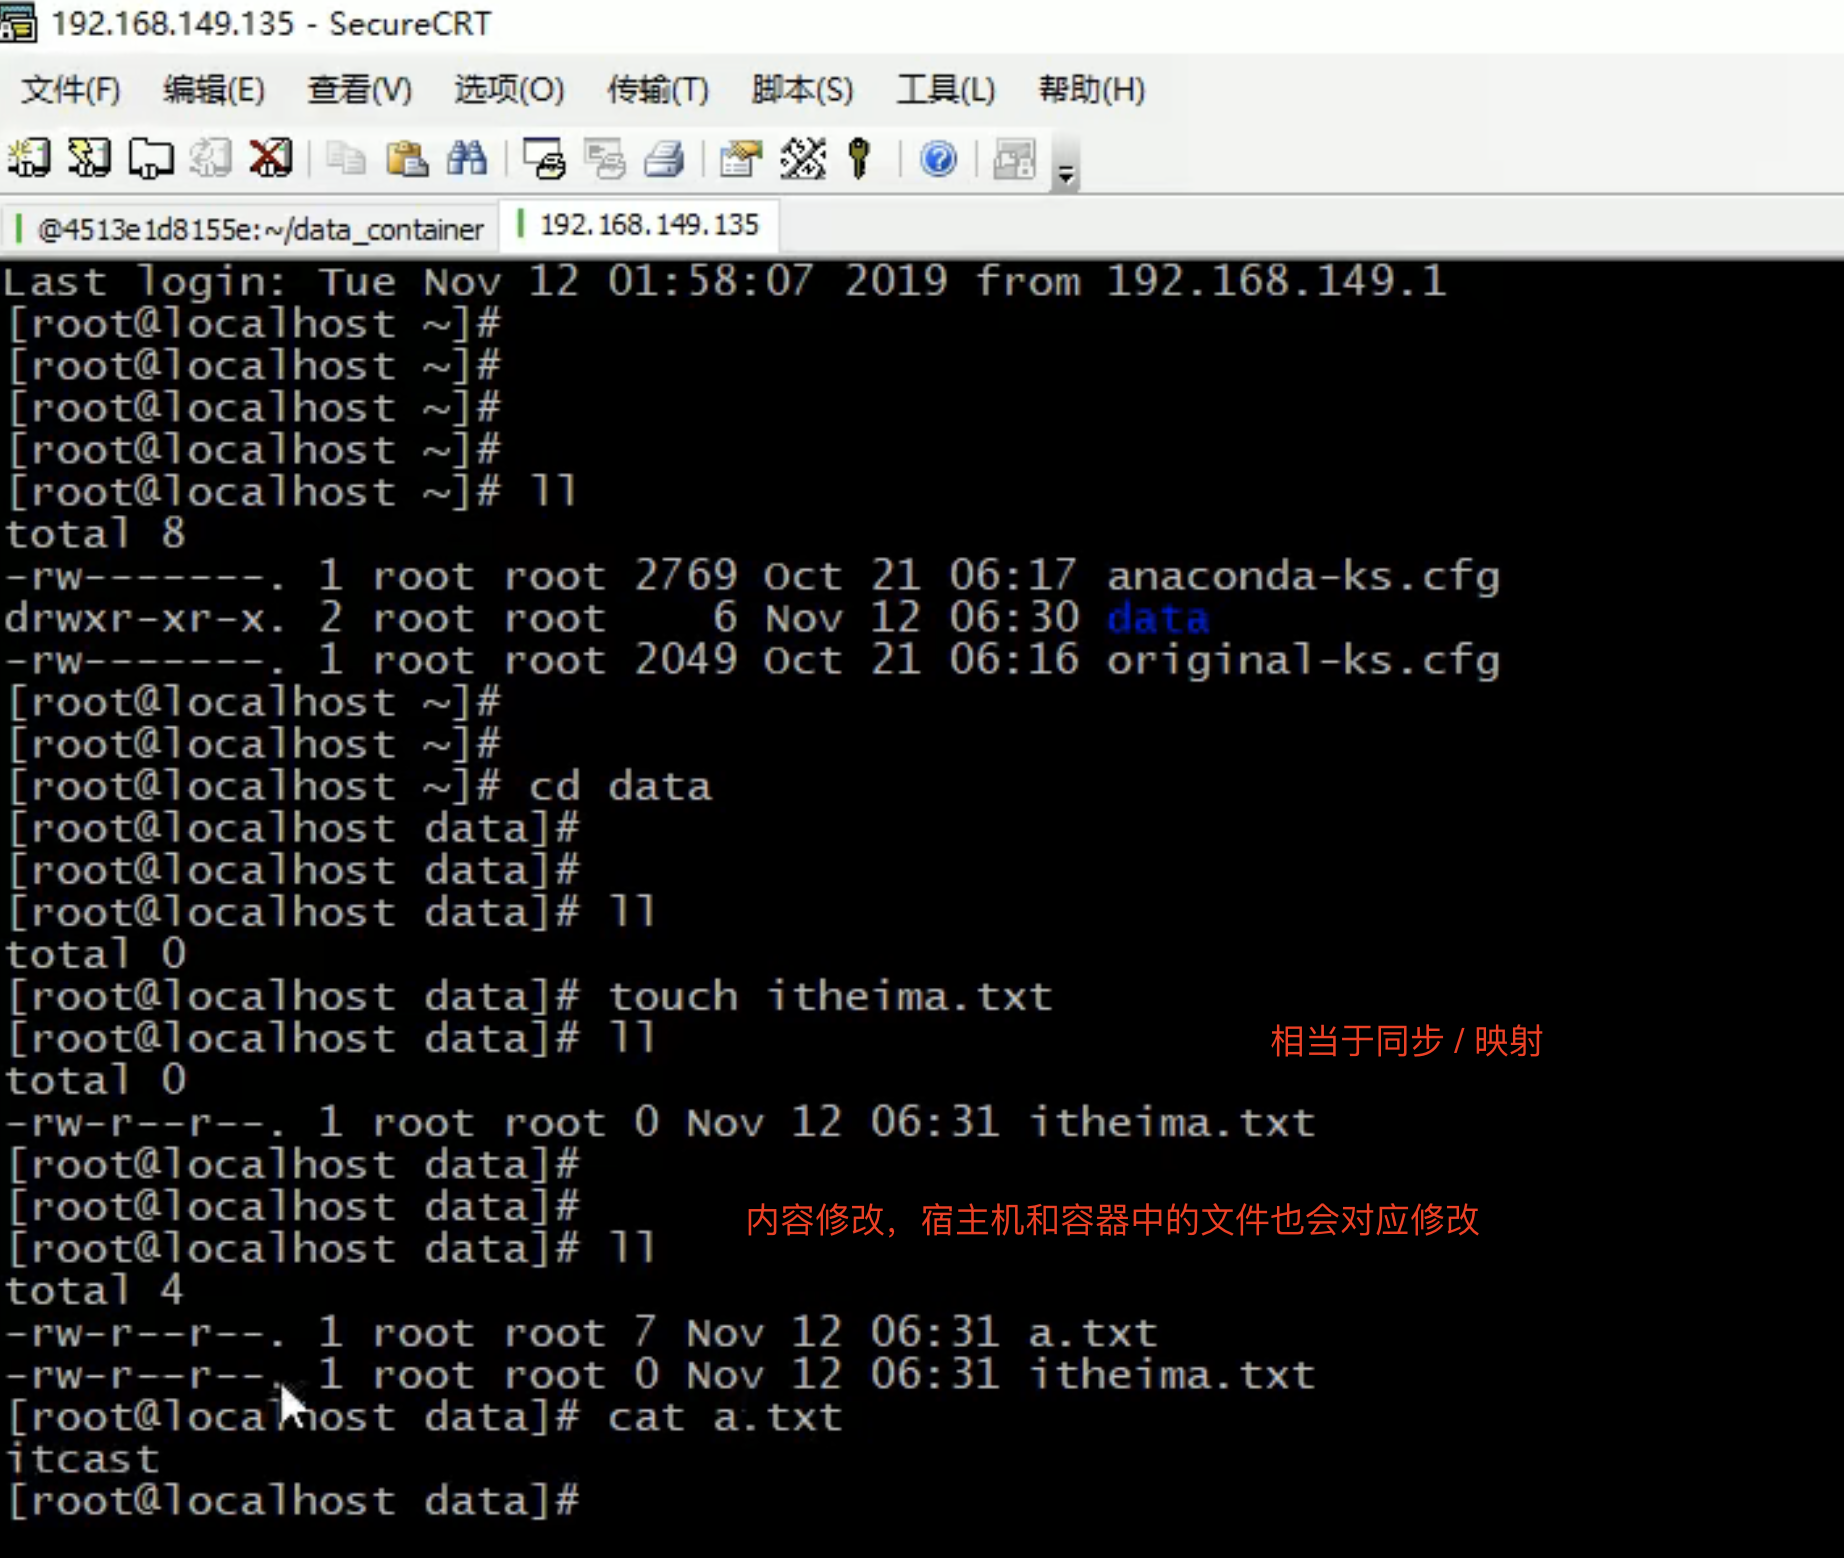 192.168.149.135 - SecureCRT
文件(F) 编辑(E) 查看(V) 选项(O) 传输(T) 脚本(S) 工具(L) 帮助(H)
@4513e1d8155e:~/data_container 192.168.149.135
Last login: Tue Nov 12 01:58:07 2019 from 192.168.149.1
[root@localhost ~]#
[root@localhost ~]#
[root@localhost ~]#
[root@localhost ~]#
[root@localhost ~]# ll
total 8
-rw-------. 1 root root 2769 Oct 21 06:17 anaconda-ks.cfg
drwxr-xr-x. 2 root root    6 Nov 12 06:30 data
-rw-------. 1 root root 2049 Oct 21 06:16 original-ks.cfg
[root@localhost ~]#
[root@localhost ~]#
[root@localhost ~]# cd data
[root@localhost data]#
[root@localhost data]#
[root@localhost data]# ll
total 0
[root@localhost data]# touch itheima.txt
[root@localhost data]# ll
相当于同步 / 映射
total 0
-rw-r--r--. 1 root root 0 Nov 12 06:31 itheima.txt
[root@localhost data]#
[root@localhost data]#
内容修改，宿主机和容器中的文件也会对应修改
[root@localhost data]# ll
total 4
-rw-r--r--. 1 root root 7 Nov 12 06:31 a.txt
-rw-r--r--. 1 root root 0 Nov 12 06:31 itheima.txt
[root@localhost data]# cat a.txt
itcast
[root@localhost data]#